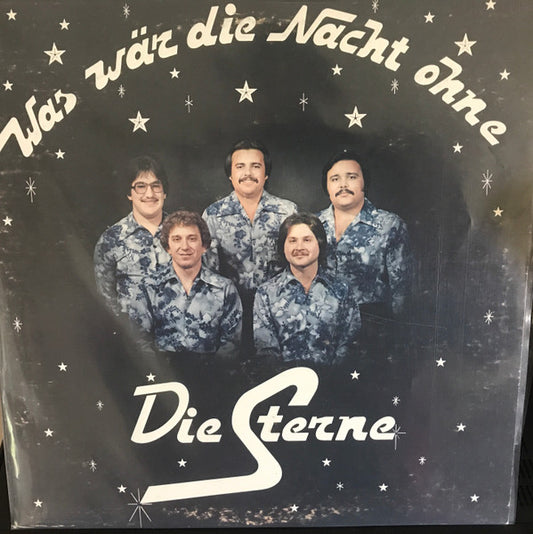 Was wär die Nacht ohne
Die Sterne